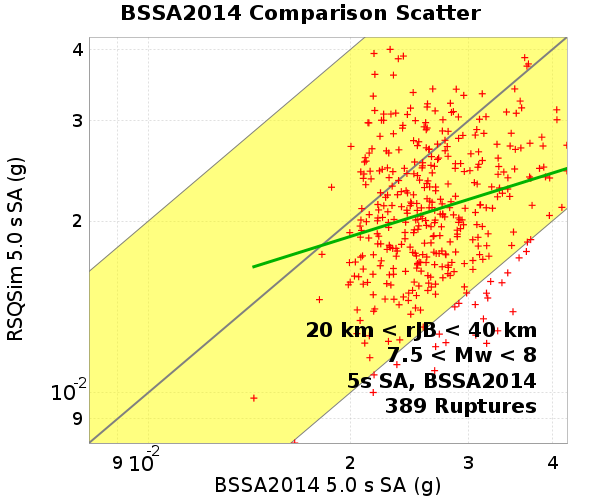 BSSA2014 Comparison Scatter
RSQSim 5.0 s SA (g)
4
3
2
10-2
9
20 km < rJB < 40 km
7.5 < Mw < 8
5s SA, BSSA2014
389 Ruptures
9 10-2 2 3 4
BSSA2014 5.0 s SA (g)